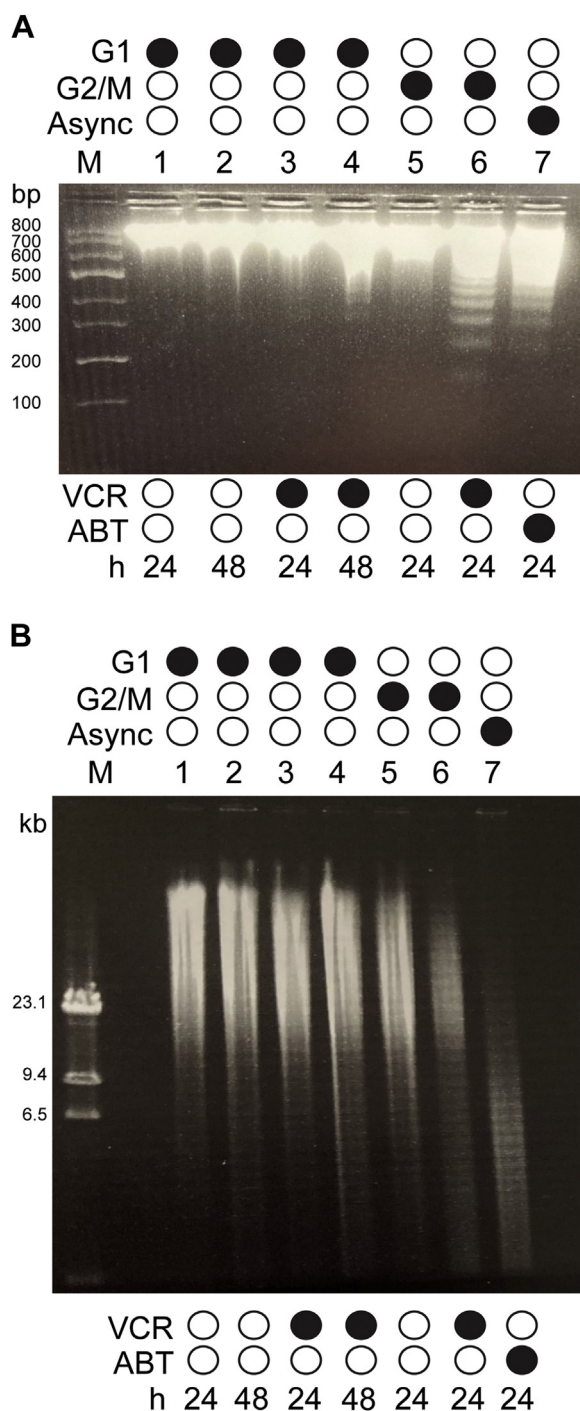 A
G1
G2/M
Async
M 1 2 3 4 5 6 7
bp
800
700
600
500
400
300
200
100
VCR
ABT
h 24 48 24 48 24 24 24
B
G1
G2/M
Async
M 1 2 3 4 5 6 7
kb
23.1
9.4
6.5
VCR
ABT
h 24 48 24 48 24 24 24